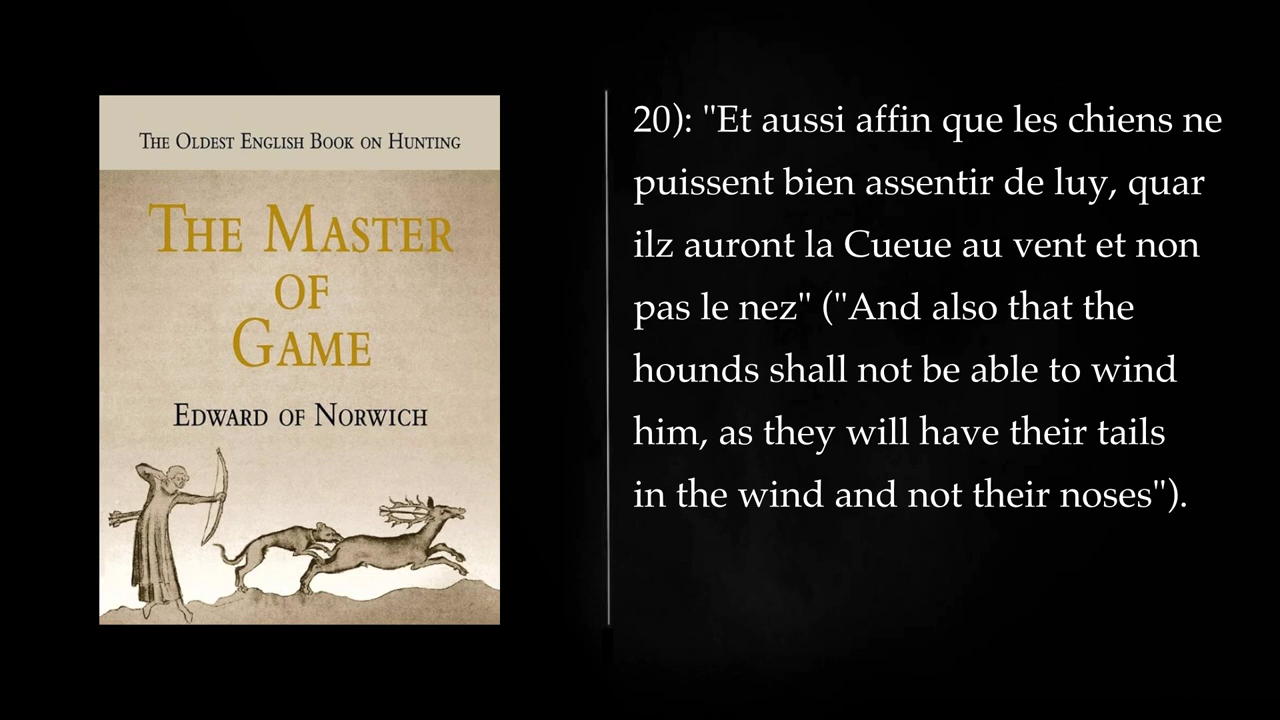 The Oldest English Book on Hunting
The Master
of
Game
Edward of Norwich
20): "Et aussi affin que les chiens ne
puissent bien assentir de luy, quar
ilz auront la Cueue au vent et non
pas le nez" ("And also that the
hounds shall not be able to wind
him, as they will have their tails
in the wind and not their noses").